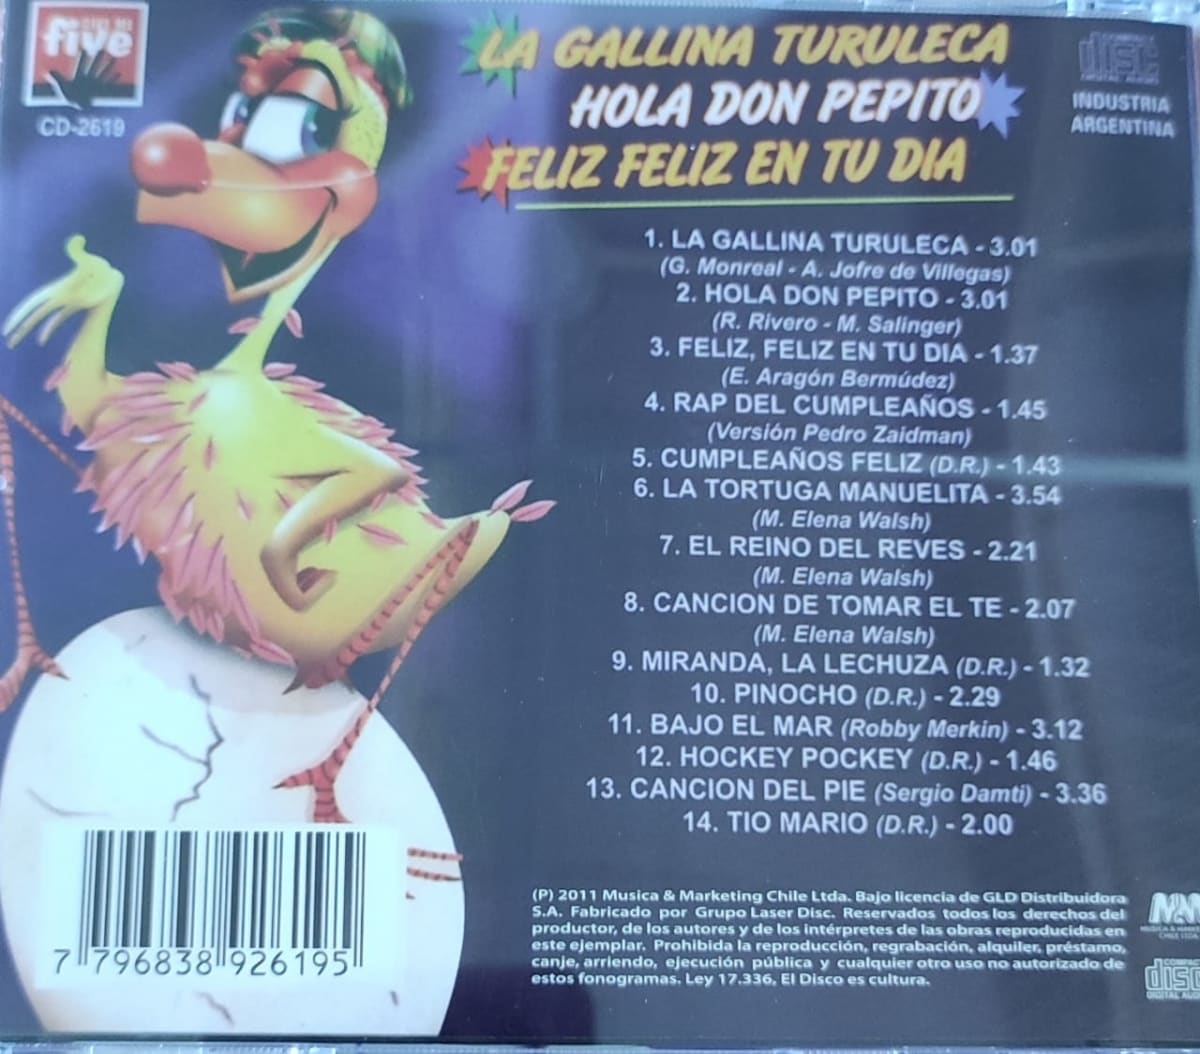 five
CD-2619
LA GALLINA TURULECA
HOLA DON PEPITO
FELIZ FELIZ EN TU DIA
COMPACT
disc
DIGITAL AUDIO
INDUSTRIA
ARGENTINA
1. LA GALLINA TURULECA - 3.01
(G. Monreal - A. Jofre de Villegas)
2. HOLA DON PEPITO - 3.01
(R. Rivero - M. Salinger)
3. FELIZ, FELIZ EN TU DIA - 1.37
(E. Aragón Bermúdez)
4. RAP DEL CUMPLEAÑOS - 1.45
(Versión Pedro Zaidman)
5. CUMPLEAÑOS FELIZ (D.R.) - 1.43
6. LA TORTUGA MANUELITA - 3.54
(M. Elena Walsh)
7. EL REINO DEL REVES - 2.21
(M. Elena Walsh)
8. CANCION DE TOMAR EL TE - 2.07
(M. Elena Walsh)
9. MIRANDA, LA LECHUZA (D.R.) - 1.32
10. PINOCHO (D.R.) - 2.29
11. BAJO EL MAR (Robby Merkin) - 3.12
12. HOCKEY POCKEY (D.R.) - 1.46
13. CANCION DEL PIE (Sergio Damti) - 3.36
14. TIO MARIO (D.R.) - 2.00
(P) 2011 Musica & Marketing Chile Ltda. Bajo licencia de GLD Distribuidora
S.A. Fabricado por Grupo Laser Disc. Reservados todos los derechos del
productor, de los autores y de los intérpretes de las obras reproducidas en
este ejemplar. Prohibida la reproducción, regrabación, alquiler, préstamo,
canje, arriendo, ejecución pública y cualquier otro uso no autorizado de
estos fonogramas. Ley 17.336, El Disco es cultura.
CHILE LTDA
disc
DIGITAL
7 796838 926195